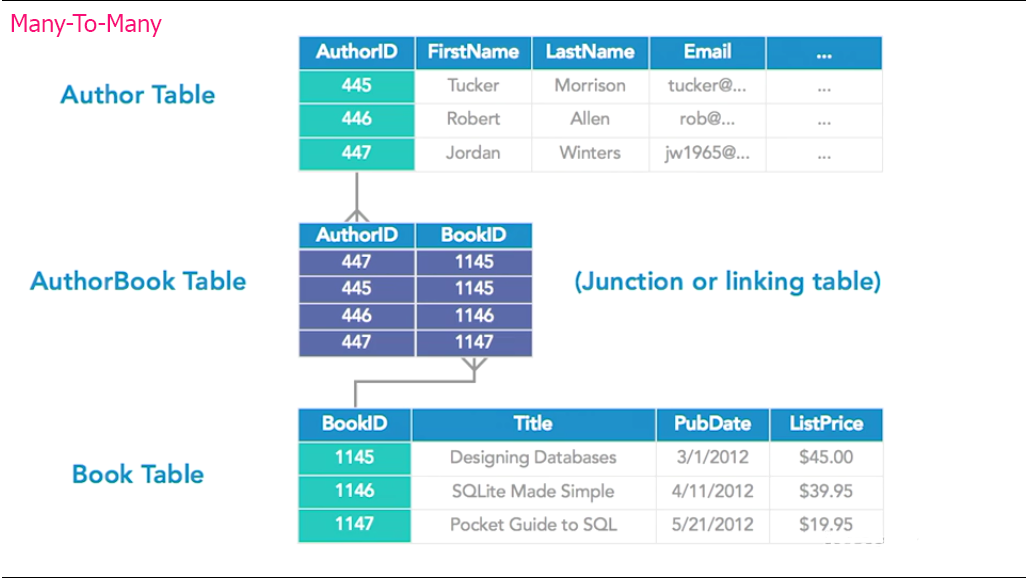 Many-To-Many
Author Table
AuthorID FirstName LastName Email ...
445 Tucker Morrison tucker@... ...
446 Robert Allen rob@... ...
447 Jordan Winters jw1965@... ...
AuthorBook Table
AuthorID BookID
447 1145
445 1145
446 1146
447 1147
(Junction or linking table)
Book Table
BookID Title PubDate ListPrice
1145 Designing Databases 3/1/2012 $45.00
1146 SQLite Made Simple 4/11/2012 $39.95
1147 Pocket Guide to SQL 5/21/2012 $19.95